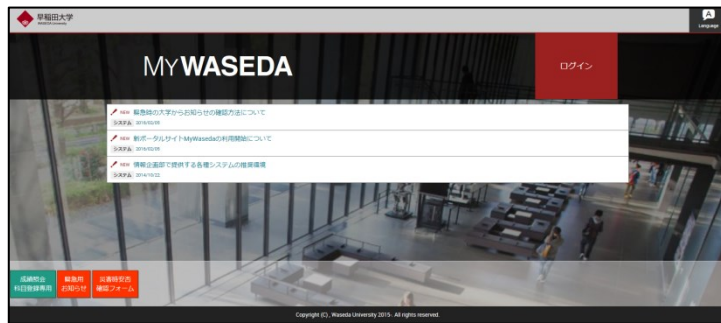 早稲田大学
WASEDA University
Language
MYWASEDA
ログイン
NEW 緊急時の大学からお知らせの確認方法について
システム 2016/02/05
NEW 新ポータルサイトMyWasedaの利用開始について
システム 2016/02/05
NEW 情報企画部で提供する各種システムの推奨環境
システム 2014/10/22
成績照会
科目登録専用
緊急用
お知らせ
災害時安否
確認フォーム
Copyright (C) , Waseda University 2015-. All rights reserved.